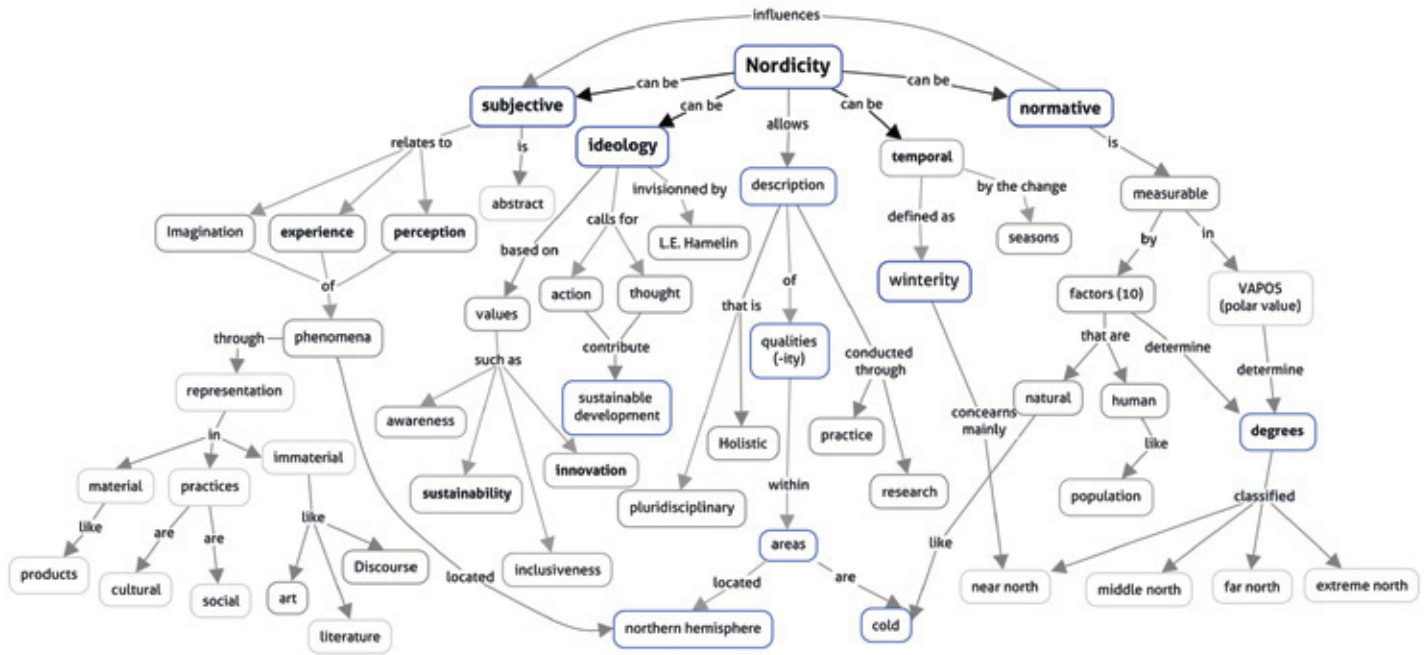 influences
Nordicity
can be
can be
can be
can be
subjective
normative
allows
ideology
relates to
is
is
temporal
description
invisionned by
by the change
measurable
abstract
calls for
defined as
Imagination
experience
perception
L.E. Hamelin
seasons
by
in
based on
of
of
winterity
action
thought
factors (10)
VAPOS
(polar value)
that is
values
through
phenomena
qualities
(-ity)
that are
determine
contribute
conducted
through
such as
determine
representation
sustainable
development
natural
human
concearns
mainly
awareness
in
Holistic
practice
degrees
like
immaterial
innovation
material
practices
sustainability
within
research
population
classified
pluridisciplinary
like
are
are
like
areas
like
Discourse
located
inclusiveness
products
cultural
social
art
located
are
near north
middle north
far north
extreme north
literature
northern hemisphere
cold